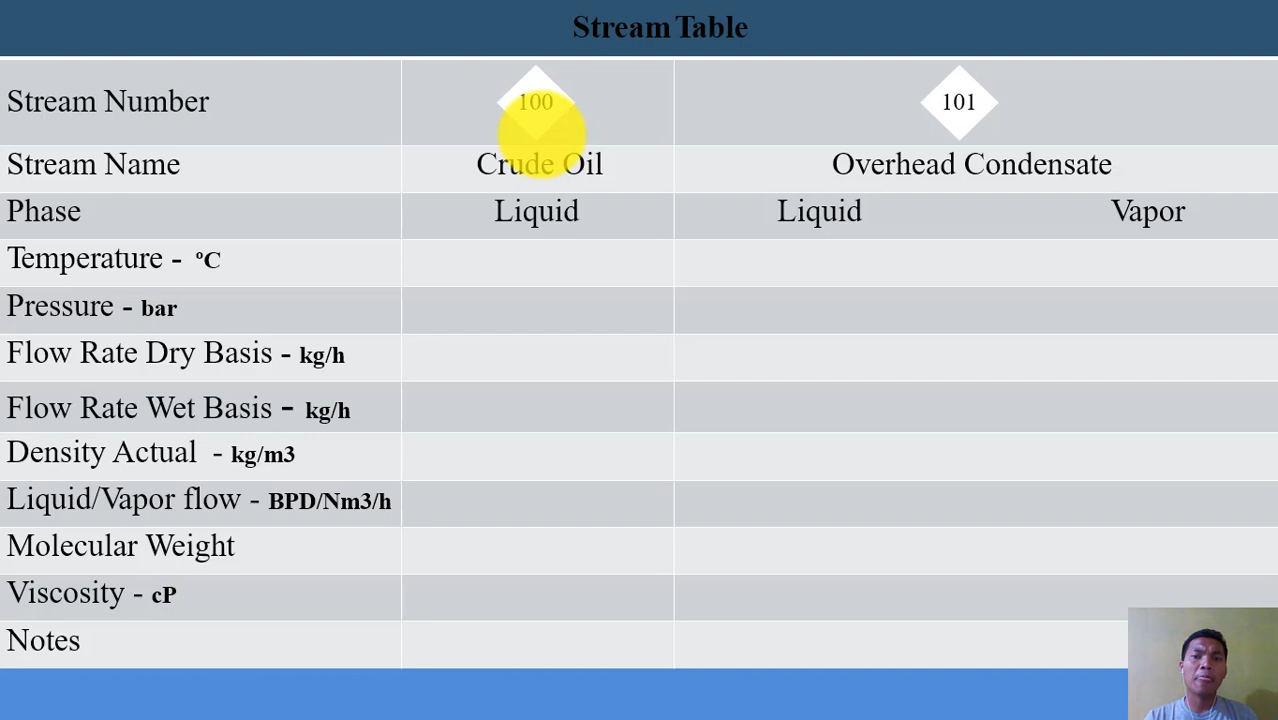 Stream Table
Stream Number 100 101
Stream Name Crude Oil Overhead Condensate
Phase Liquid Liquid Vapor
Temperature - ºC
Pressure - bar
Flow Rate Dry Basis - kg/h
Flow Rate Wet Basis - kg/h
Density Actual - kg/m3
Liquid/Vapor flow - BPD/Nm3/h
Molecular Weight
Viscosity - cP
Notes